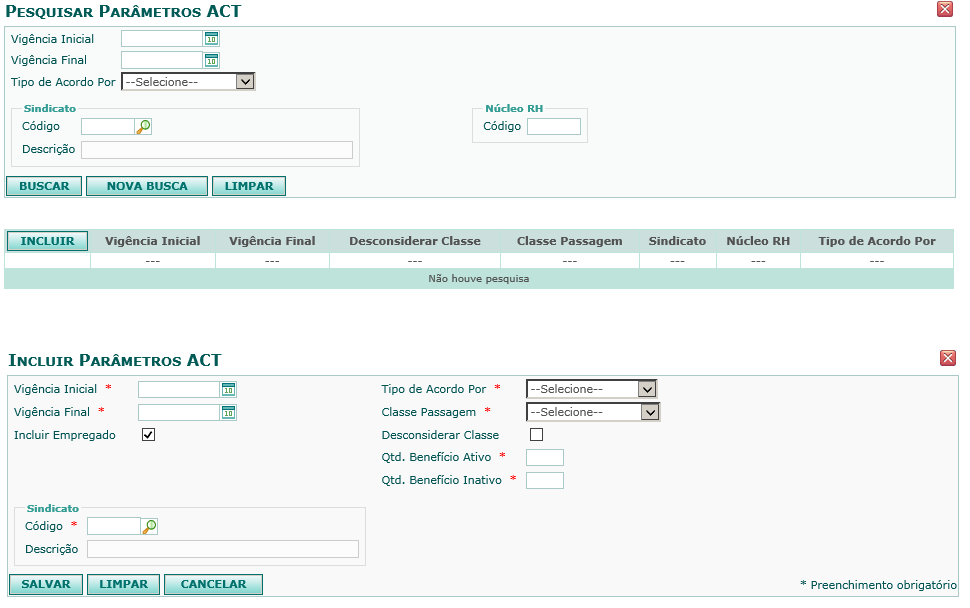 PESQUISAR PARÂMETROS ACT
Vigência Inicial
Vigência Final
Tipo de Acordo Por --Selecione--
Sindicato Núcleo RH
Código Código
Descrição
BUSCAR NOVA BUSCA LIMPAR
INCLUIR Vigência Inicial Vigência Final Desconsiderar Classe Classe Passagem Sindicato Núcleo RH Tipo de Acordo Por
--- --- --- --- --- --- ---
Não houve pesquisa
INCLUIR PARÂMETROS ACT
Vigência Inicial * Tipo de Acordo Por * --Selecione--
Vigência Final * Classe Passagem * --Selecione--
Incluir Empregado Desconsiderar Classe
Qtd. Benefício Ativo *
Qtd. Benefício Inativo *
Sindicato
Código *
Descrição
SALVAR LIMPAR CANCELAR * Preenchimento obrigatório